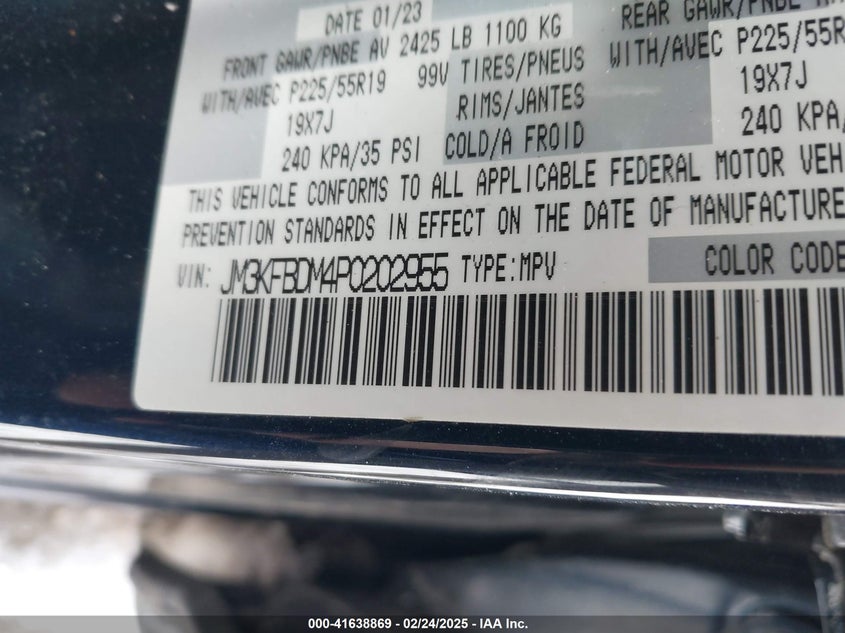 DATE 01/23
FRONT GAWR/PNBE AV 2425 LB 1100 KG
WITH/AVEC P225/55R19 99V TIRES/PNEUS
19X7J RIMS/JANTES
240 KPA/35 PSI COLD/A FROID
REAR GAWR/PNBE
WITH/AVEC P225/55R
19X7J
240 KPA/
THIS VEHICLE CONFORMS TO ALL APPLICABLE FEDERAL MOTOR VEH
PREVENTION STANDARDS IN EFFECT ON THE DATE OF MANUFACTURE
VIN: JM3KFBDM4P0202955 TYPE:MPV
COLOR CODE
000-41638869 - 02/24/2025 - IAA Inc.